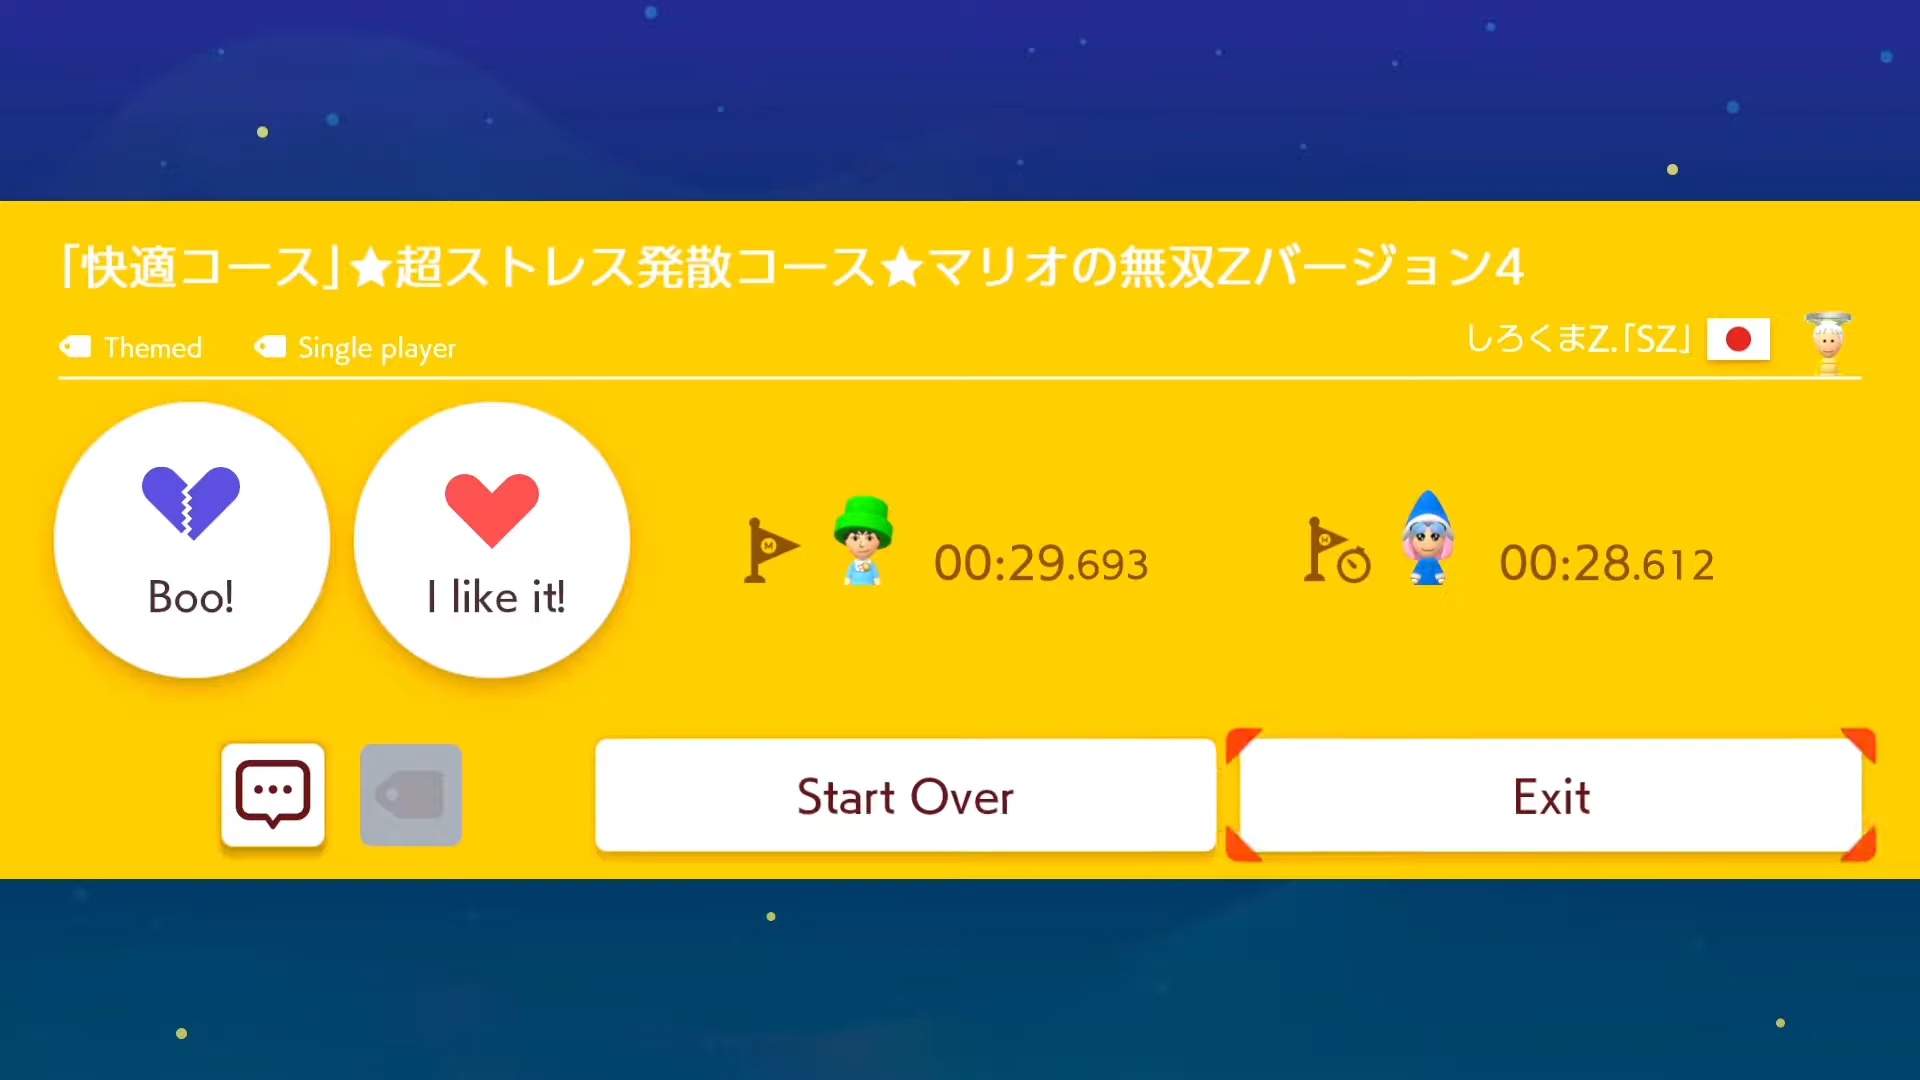 「快適コース」★超ストレス発散コース★マリオの無双Zバージョン4
Themed Single player
しろくまZ.「SZ」
Boo!
I like it!
M 00:29.693
M 00:28.612
Start Over
Exit